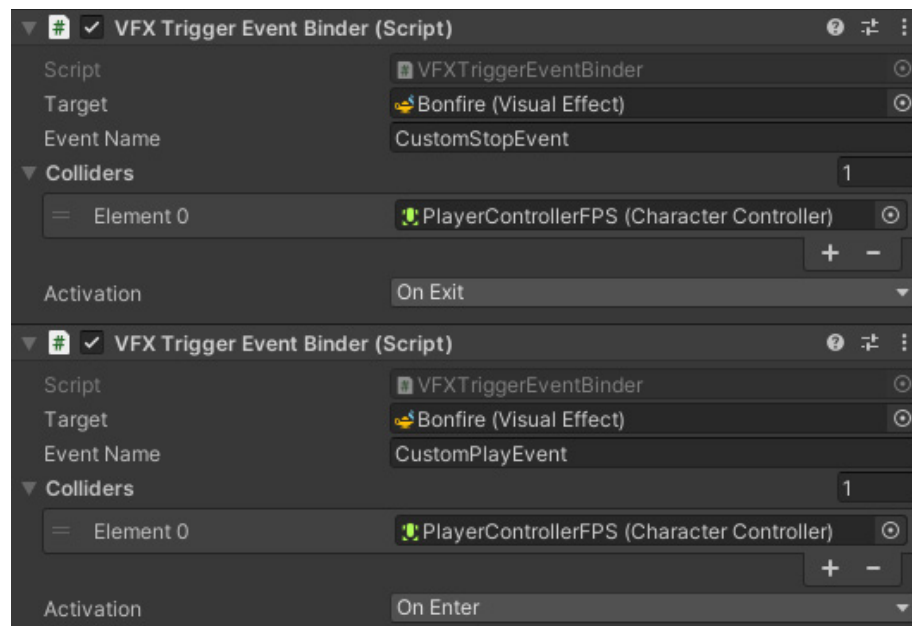 VFX Trigger Event Binder (Script)
Script VFXTriggerEventBinder
Target Bonfire (Visual Effect)
Event Name CustomStopEvent
Colliders 1
Element 0 PlayerControllerFPS (Character Controller)
+ −
Activation On Exit
VFX Trigger Event Binder (Script)
Script VFXTriggerEventBinder
Target Bonfire (Visual Effect)
Event Name CustomPlayEvent
Colliders 1
Element 0 PlayerControllerFPS (Character Controller)
+ −
Activation On Enter